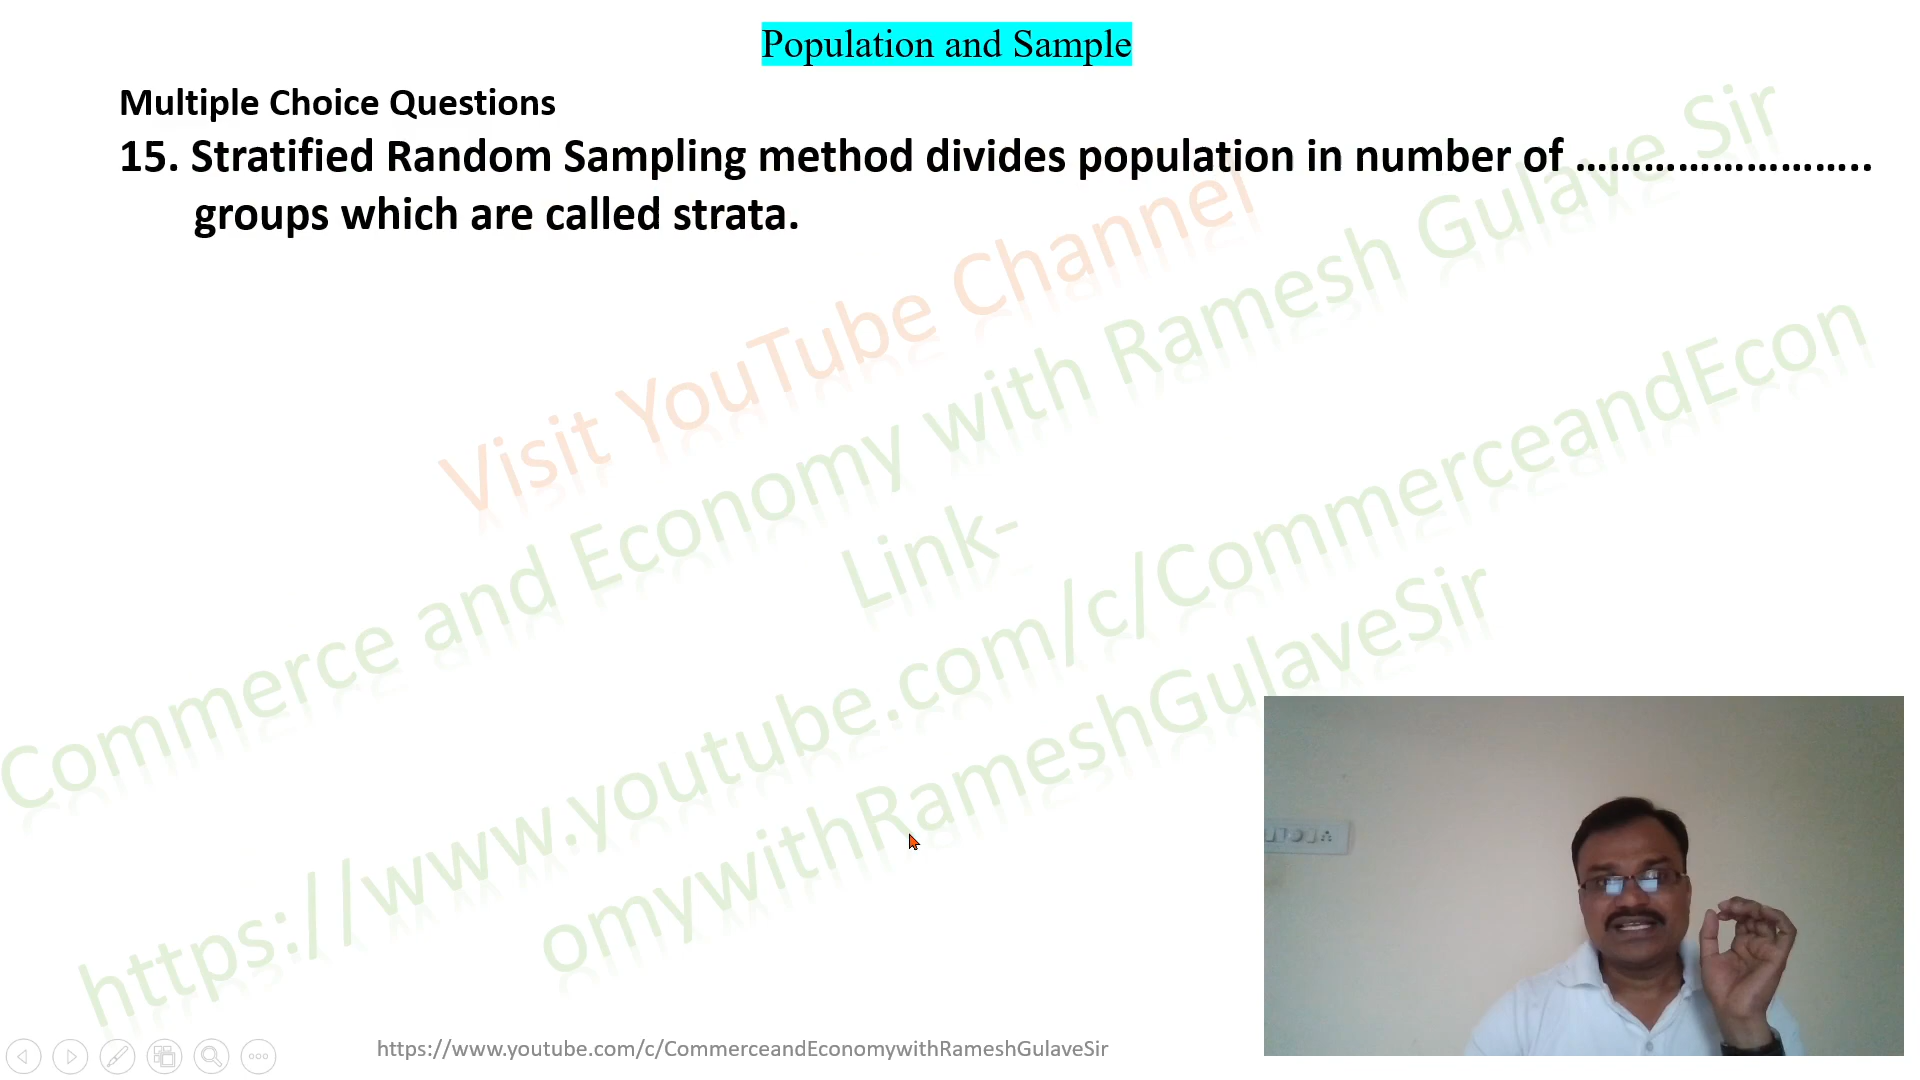 Population and Sample
Multiple Choice Questions
15. Stratified Random Sampling method divides population in number of ……………………..
groups which are called strata.
Visit YouTube Channel
Commerce and Economy with Ramesh Gulave Sir
Link-
https://www.youtube.com/c/CommerceandEcon
omywithRameshGulaveSir
https://www.youtube.com/c/CommerceandEconomywithRameshGulaveSir